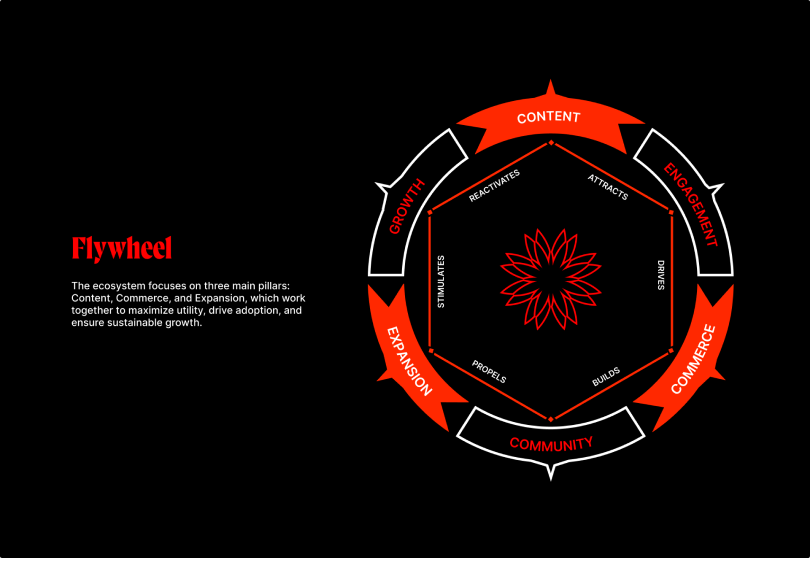 Flywheel
The ecosystem focuses on three main pillars:
Content, Commerce, and Expansion, which work
together to maximize utility, drive adoption, and
ensure sustainable growth.
CONTENT
ATTRACTS
ENGAGEMENT
DRIVES
COMMERCE
BUILDS
COMMUNITY
PROPELS
EXPANSION
STIMULATES
GROWTH
REACTIVATES